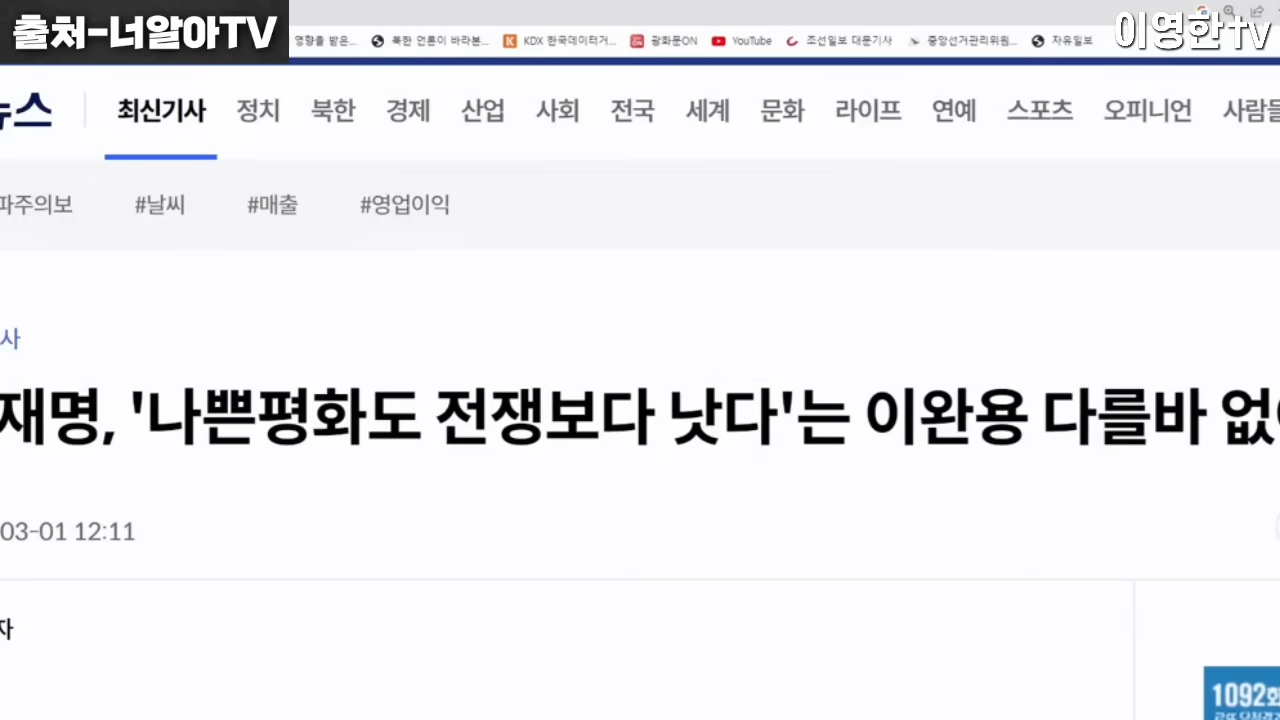 출처-너알아TV
영향을 받은... 북한 언론이 바라본... KDX 한국데이터거... 광화문ON YouTube 조선일보 대문기사 중앙선거관리위원... 자유일보
이영한tv
뉴스 최신기사 정치 북한 경제 산업 사회 전국 세계 문화 라이프 연예 스포츠 오피니언 사람들
파주의보 #날씨 #매출 #영업이익
사
재명, '나쁜평화도 전쟁보다 낫다'는 이완용 다를바 없
03-01 12:11
자
1092회